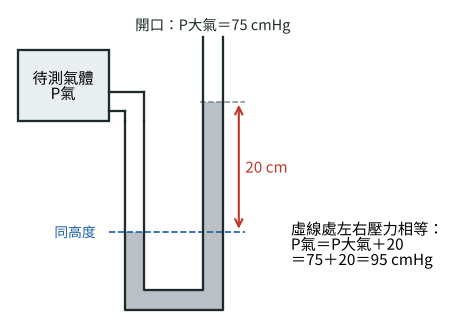 開口：P大氣＝75 cmHg
待測氣體
P氣
20 cm
同高度
虛線處左右壓力相等：
P氣＝P大氣＋20
＝75＋20＝95 cmHg